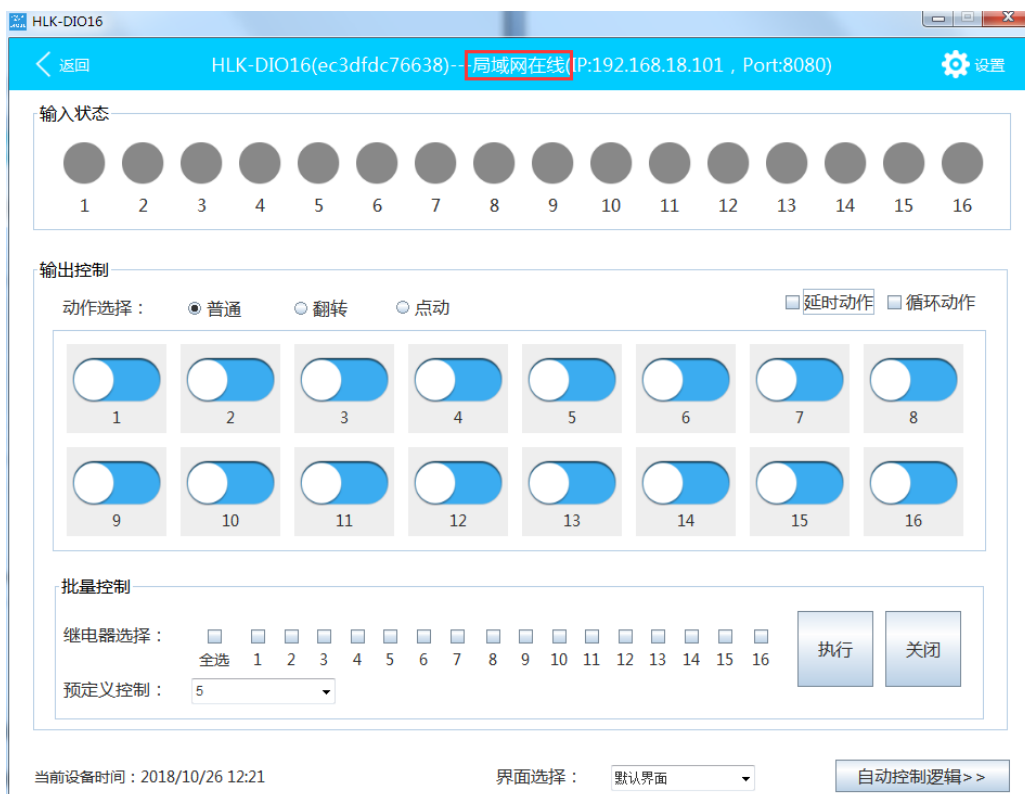 HLK-DIO16
返回 HLK-DIO16(ec3dfdc76638)---局域网在线(IP:192.168.18.101，Port:8080) 设置
输入状态
1 2 3 4 5 6 7 8 9 10 11 12 13 14 15 16
输出控制
动作选择： 普通 翻转 点动 延时动作 循环动作
1 2 3 4 5 6 7 8
9 10 11 12 13 14 15 16
批量控制
继电器选择：
全选 1 2 3 4 5 6 7 8 9 10 11 12 13 14 15 16
执行 关闭
预定义控制： 5
当前设备时间：2018/10/26 12:21 界面选择： 默认界面 自动控制逻辑>>